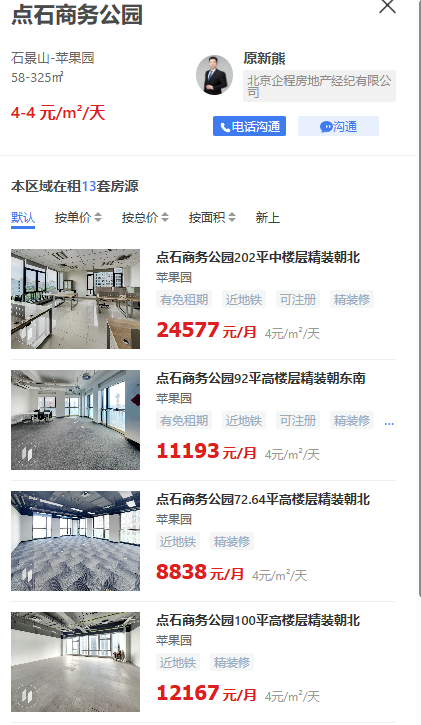 点石商务公园
石景山-苹果园
58-325㎡
4-4 元/m²/天
原新熊
北京企程房地产经纪有限公
司
电话沟通
沟通
本区域在租13套房源
默认 按单价 按总价 按面积 新上
点石商务公园202平中楼层精装朝北
苹果园
有免租期 近地铁 可注册 精装修
24577 元/月 4元/m²/天
点石商务公园92平高楼层精装朝东南
苹果园
有免租期 近地铁 可注册 精装修 ...
11193 元/月 4元/m²/天
点石商务公园72.64平高楼层精装朝北
苹果园
近地铁 精装修
8838 元/月 4元/m²/天
点石商务公园100平高楼层精装朝北
苹果园
近地铁 精装修
12167 元/月 4元/m²/天